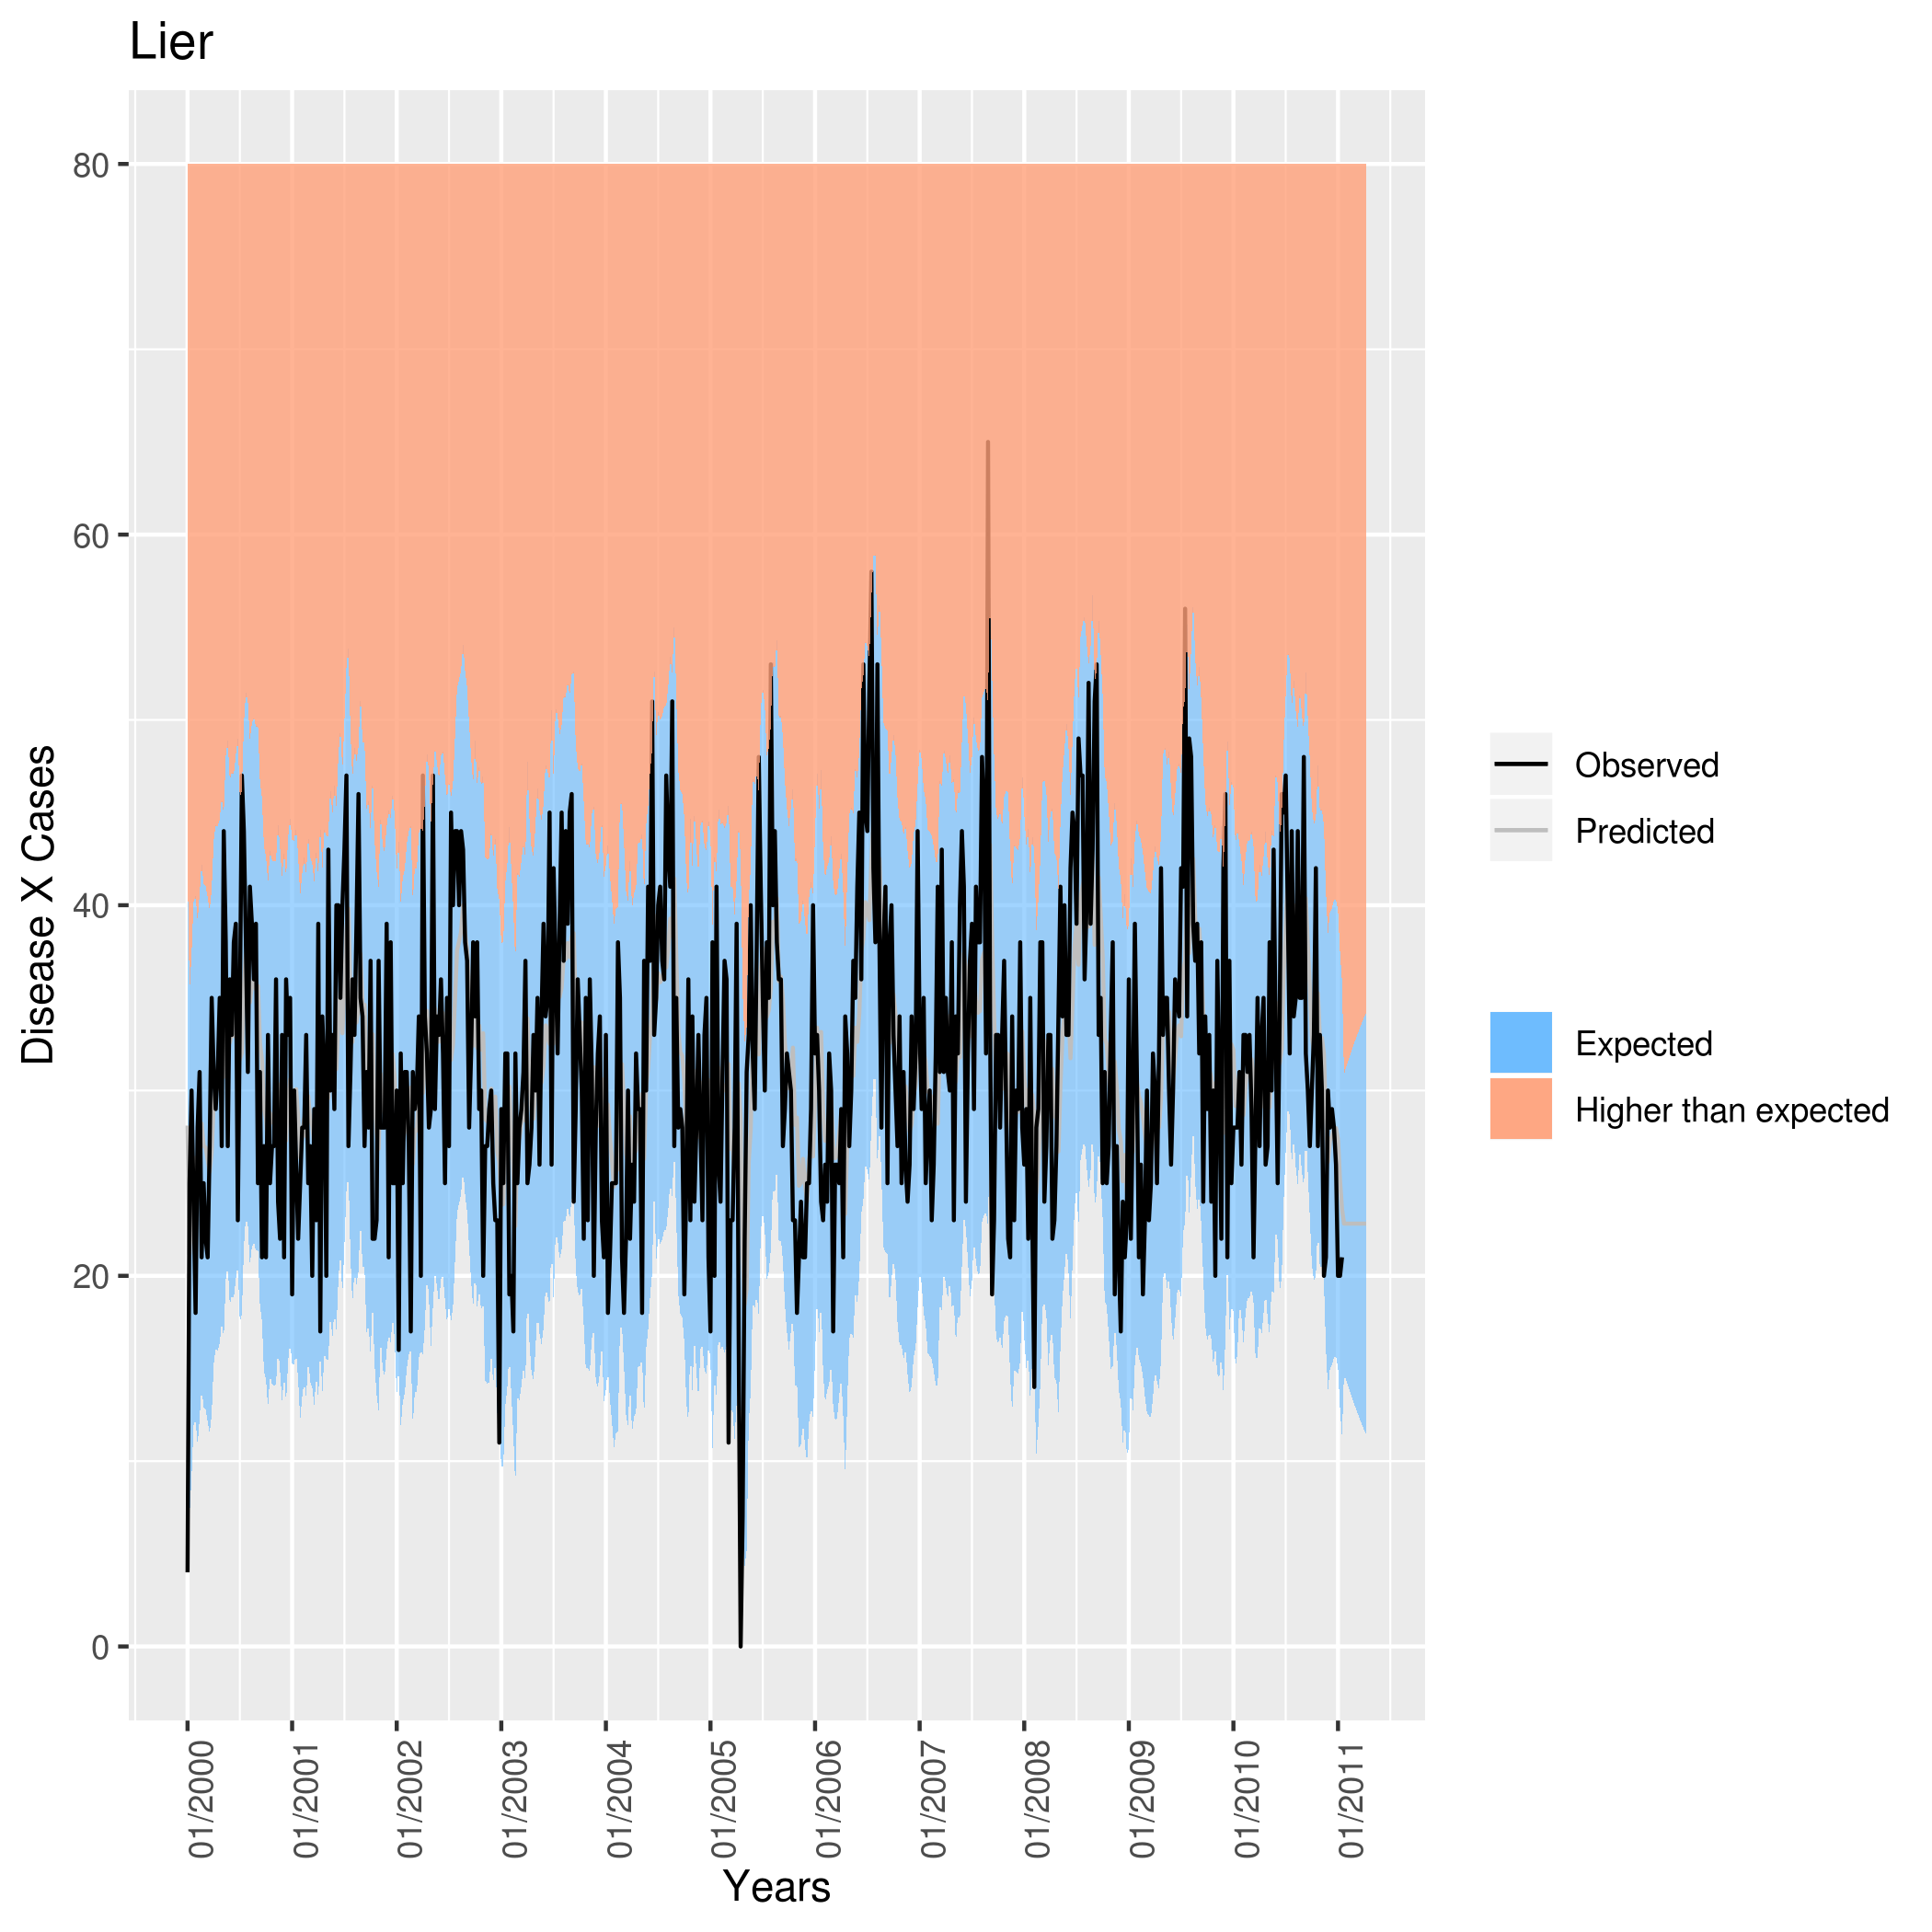 Lier
Disease X Cases
80
60
40
20
0
01/2000
01/2001
01/2002
01/2003
01/2004
01/2005
01/2006
01/2007
01/2008
01/2009
01/2010
01/2011
Years
Observed
Predicted
Expected
Higher than expected